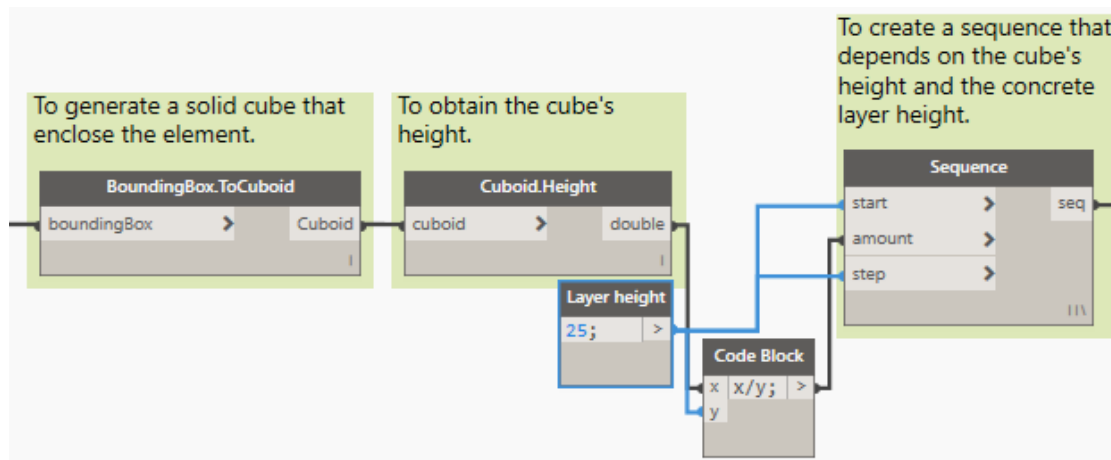 To create a sequence that
depends on the cube's
height and the concrete
layer height.
To generate a solid cube that
enclose the element.
To obtain the cube's
height.
BoundingBox.ToCuboid
boundingBox > Cuboid
|
Cuboid.Height
cuboid > double
|
Sequence
start > seq
amount >
step >
||\
Layer height
25; >
Code Block
x x/y; >
y